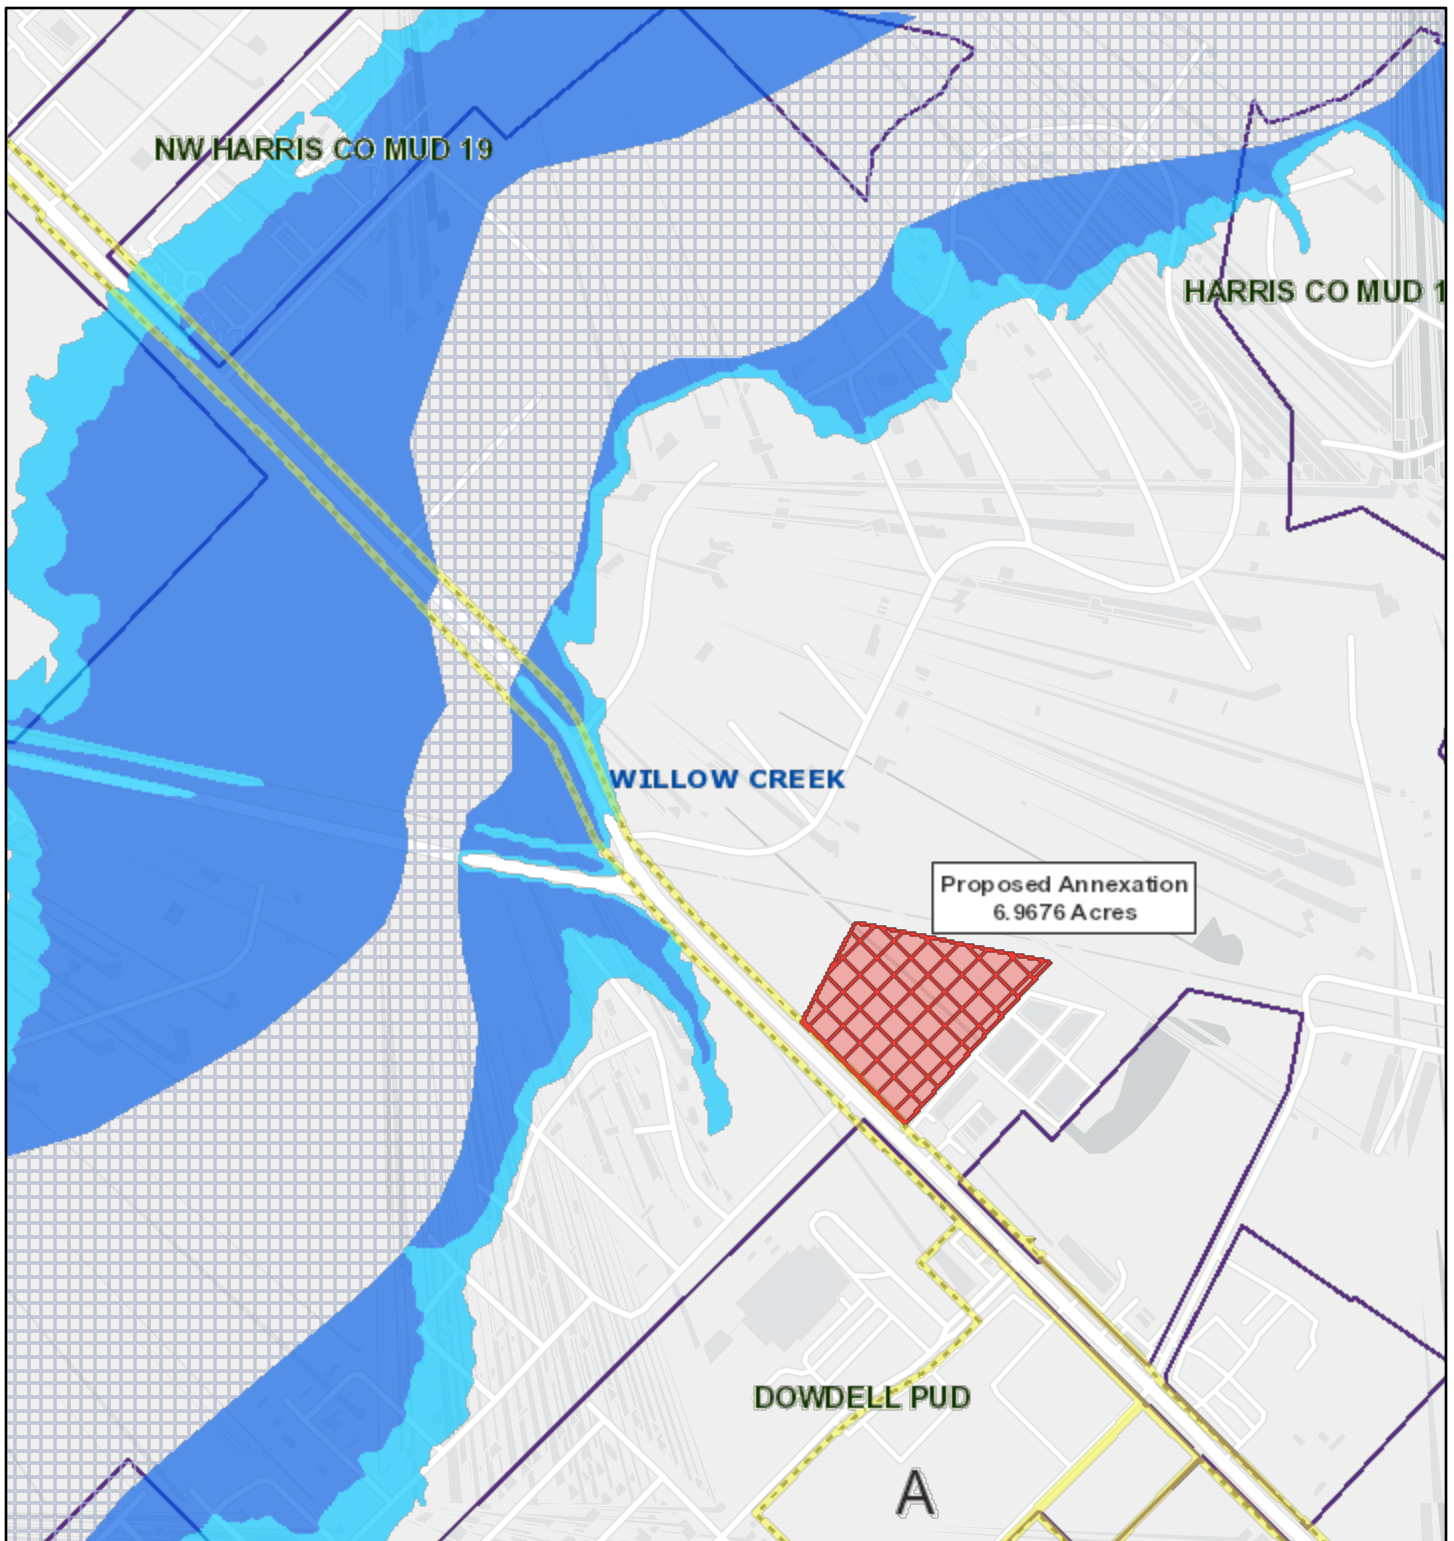 NW HARRIS CO MUD 19
HARRIS CO MUD 1
WILLOW CREEK
Proposed Annexation
6.9676 Acres
DOWDELL PUD
A